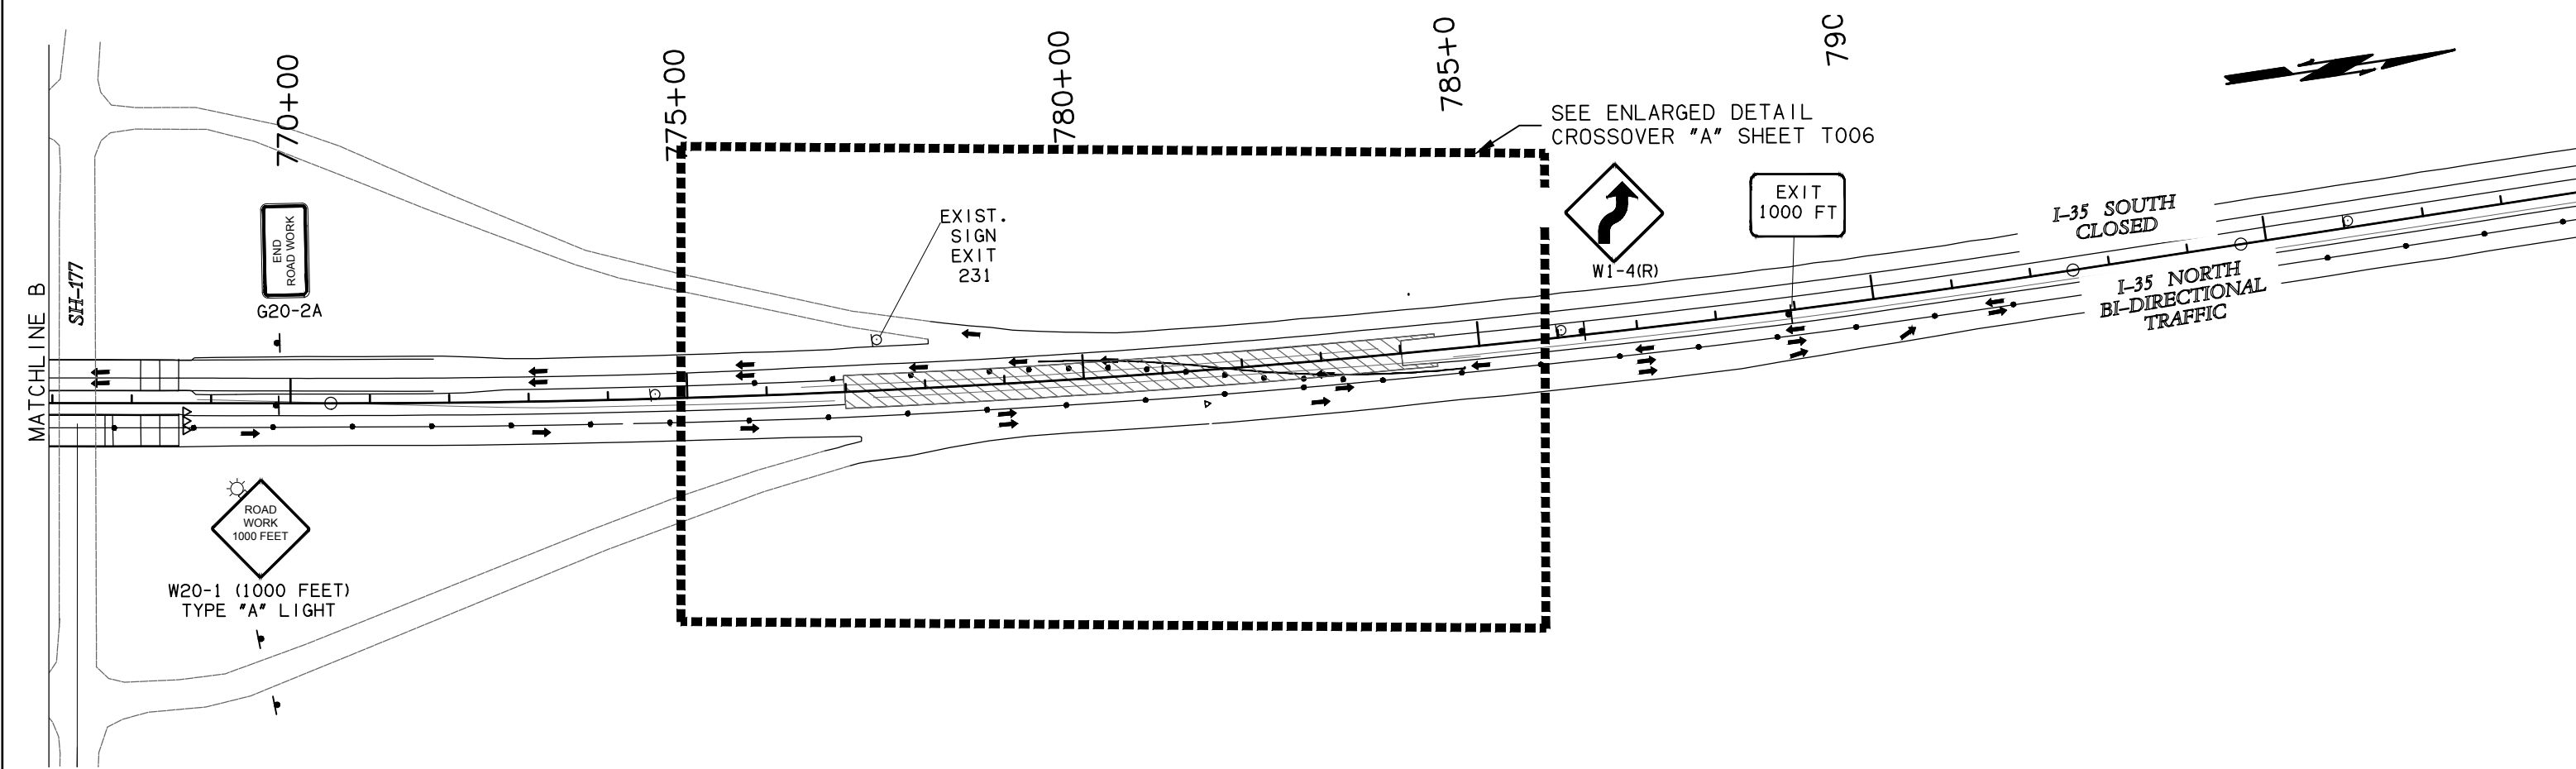 770+00
775+00
780+00
785+0
790
SEE ENLARGED DETAIL
CROSSOVER "A" SHEET T006
W1-4(R)
EXIT
1000 FT
I-35 SOUTH
CLOSED
I-35 NORTH
BI-DIRECTIONAL
TRAFFIC
EXIST.
SIGN
EXIT
231
END
ROAD WORK
G20-2A
SH-177
MATCHLINE B
ROAD
WORK
1000 FEET
W20-1 (1000 FEET)
TYPE "A" LIGHT